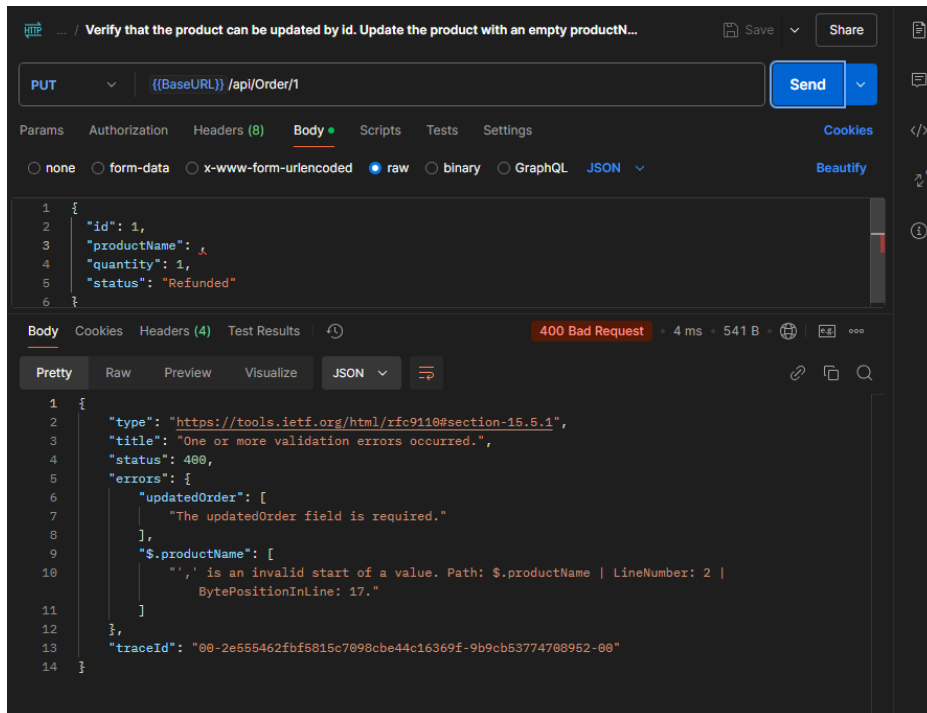 HTTP ... / Verify that the product can be updated by id. Update the product with an empty productN... Save Share
PUT {{BaseURL}} /api/Order/1 Send
Params Authorization Headers (8) Body Scripts Tests Settings Cookies
none form-data x-www-form-urlencoded raw binary GraphQL JSON Beautify
1 {
2 "id": 1,
3 "productName": ,
4 "quantity": 1,
5 "status": "Refunded"
6 }
Body Cookies Headers (4) Test Results 400 Bad Request 4 ms 541 B e.g.
Pretty Raw Preview Visualize JSON
1 {
2 "type": "https://tools.ietf.org/html/rfc9110#section-15.5.1",
3 "title": "One or more validation errors occurred.",
4 "status": 400,
5 "errors": {
6 "updatedOrder": [
7 "The updatedOrder field is required."
8 ],
9 "$.productName": [
10 "',' is an invalid start of a value. Path: $.productName | LineNumber: 2 |
BytePositionInLine: 17."
11 ]
12 },
13 "traceId": "00-2e555462fbf5815c7098cbe44c16369f-9b9cb53774708952-00"
14 }